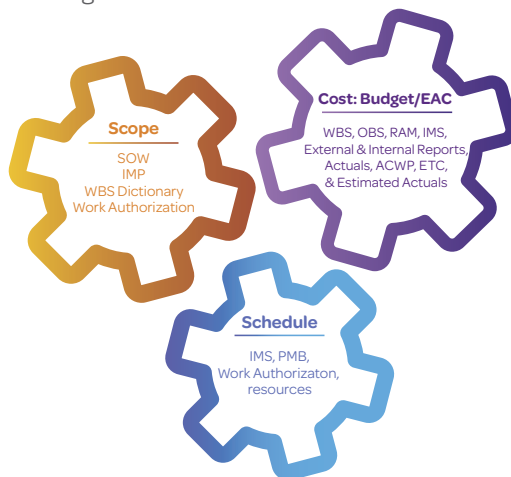 Scope
SOW
IMP
WBS Dictionary
Work Authorization
Cost: Budget/EAC
WBS, OBS, RAM, IMS,
External & Internal Reports,
Actuals, ACWP, ETC,
& Estimated Actuals
Schedule
IMS, PMB,
Work Authorizaton,
resources